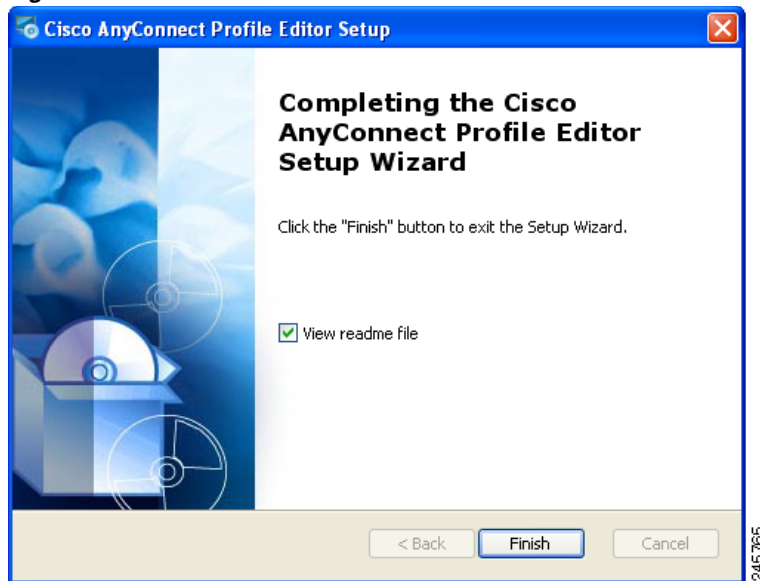 Cisco AnyConnect Profile Editor Setup
Completing the Cisco
AnyConnect Profile Editor
Setup Wizard
Click the "Finish" button to exit the Setup Wizard.
View readme file
< Back
Finish
Cancel